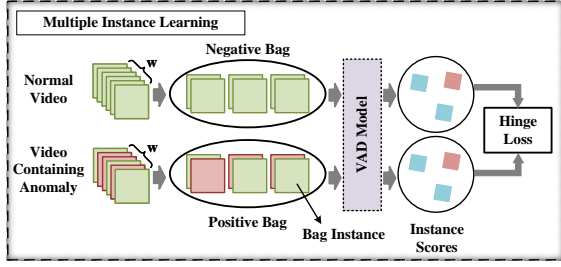 Multiple Instance Learning
Negative Bag
w
Normal
Video
VAD Model
Hinge
Loss
Video
Containing
Anomaly
w
Positive Bag
Bag Instance
Instance
Scores